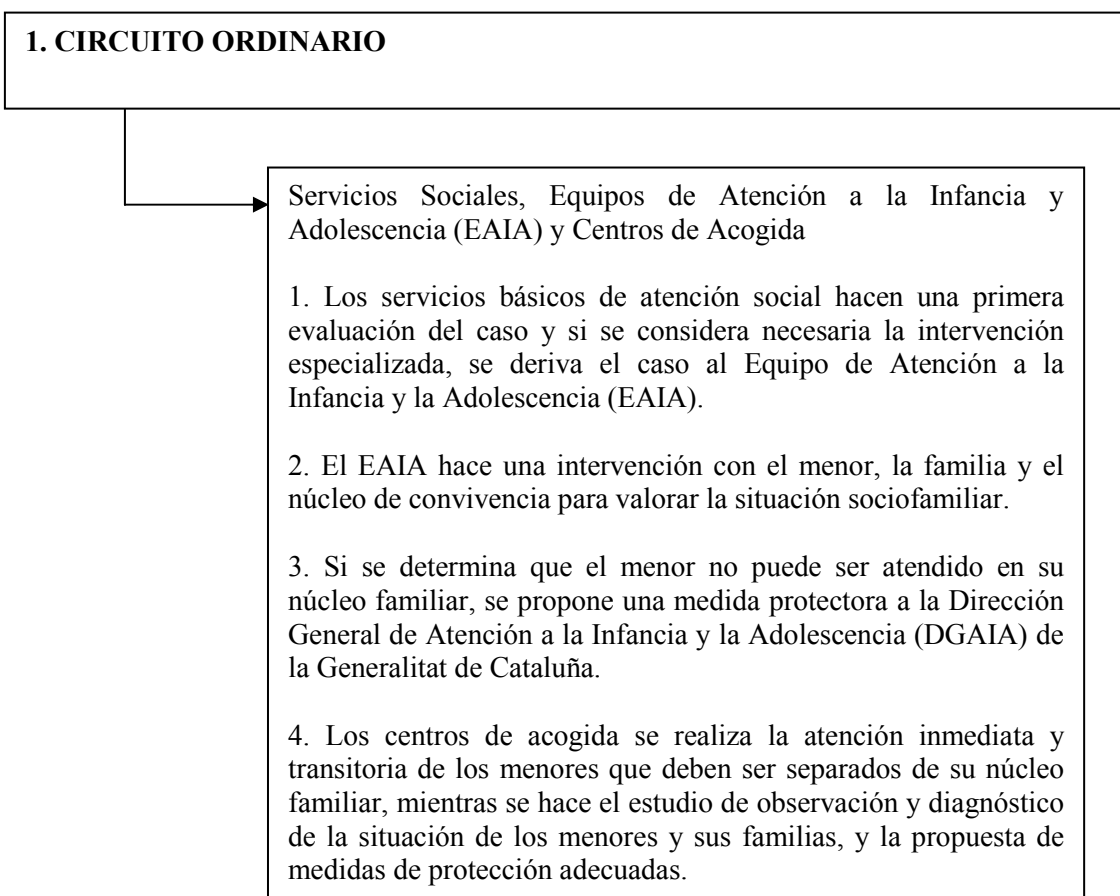 1. CIRCUITO ORDINARIO
Servicios Sociales, Equipos de Atención a la Infancia y
Adolescencia (EAIA) y Centros de Acogida
1. Los servicios básicos de atención social hacen una primera
evaluación del caso y si se considera necesaria la intervención
especializada, se deriva el caso al Equipo de Atención a la
Infancia y la Adolescencia (EAIA).
2. El EAIA hace una intervención con el menor, la familia y el
núcleo de convivencia para valorar la situación sociofamiliar.
3. Si se determina que el menor no puede ser atendido en su
núcleo familiar, se propone una medida protectora a la Dirección
General de Atención a la Infancia y la Adolescencia (DGAIA) de
la Generalitat de Cataluña.
4. Los centros de acogida se realiza la atención inmediata y
transitoria de los menores que deben ser separados de su núcleo
familiar, mientras se hace el estudio de observación y diagnóstico
de la situación de los menores y sus familias, y la propuesta de
medidas de protección adecuadas.